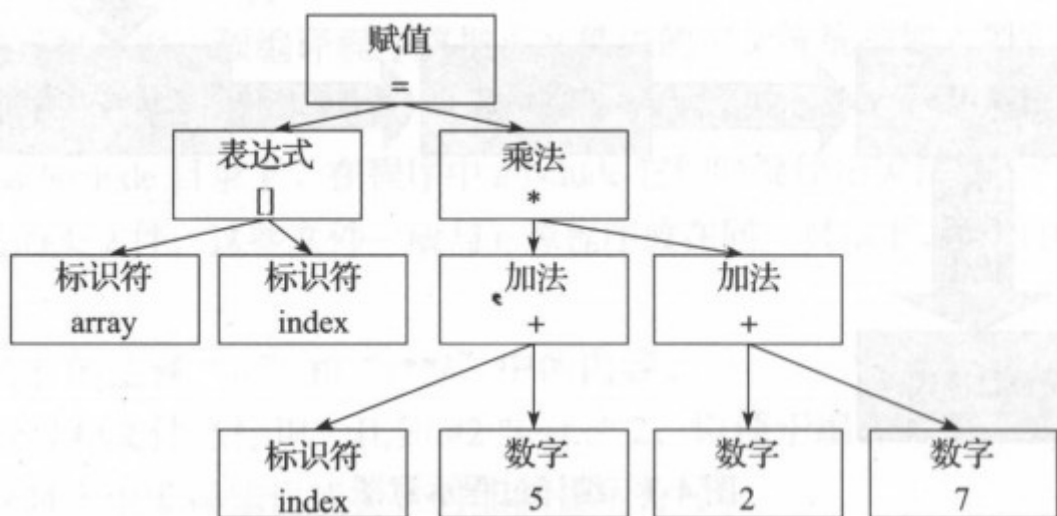 赋值
=
表达式
[]
乘法
*
标识符
array
标识符
index
加法
+
加法
+
标识符
index
数字
5
数字
2
数字
7